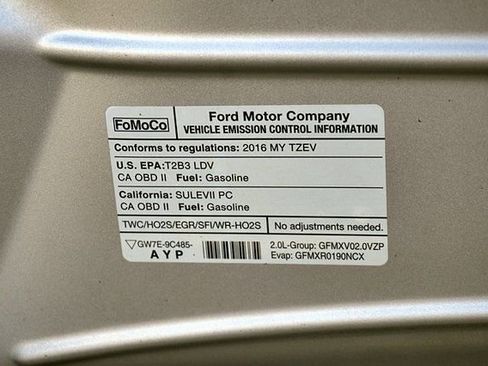 FoMoCo
Ford Motor Company
VEHICLE EMISSION CONTROL INFORMATION
Conforms to regulations: 2016 MY TZEV
U.S. EPA:T2B3 LDV
CA OBD II Fuel: Gasoline
California: SULEVII PC
CA OBD II Fuel: Gasoline
TWC/HO2S/EGR/SFI/WR-HO2S No adjustments needed.
GW7E-9C485-
AYP
2.0L-Group: GFMXV02.0VZP
Evap: GFMXR0190NCX